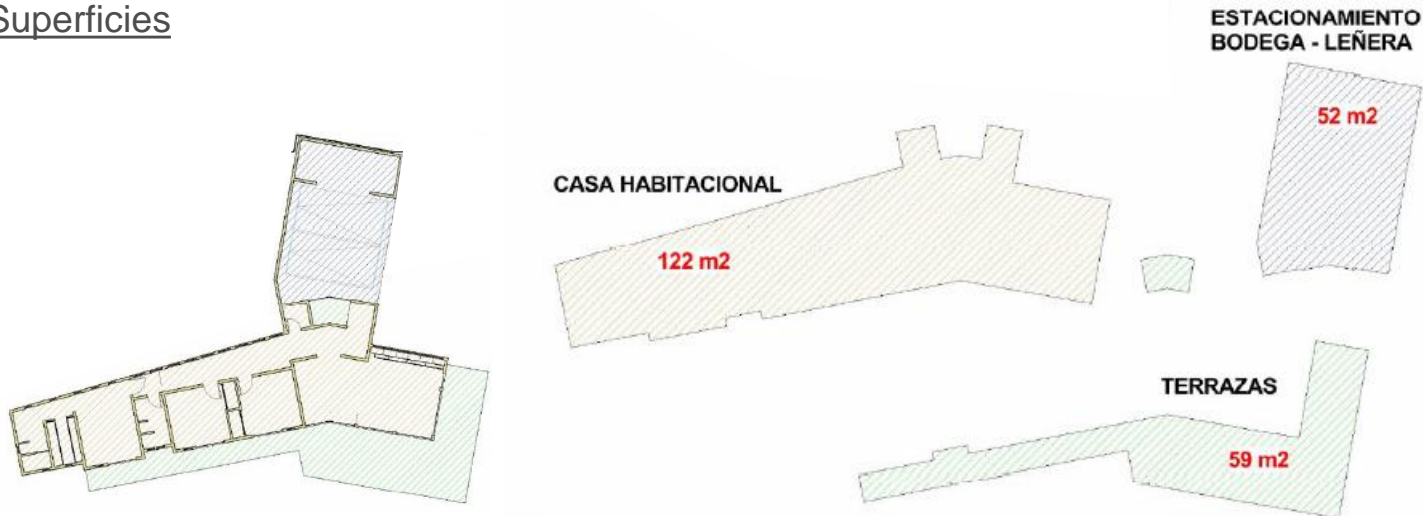 Superficies
ESTACIONAMIENTO
BODEGA - LEÑERA
52 m2
CASA HABITACIONAL
122 m2
TERRAZAS
59 m2